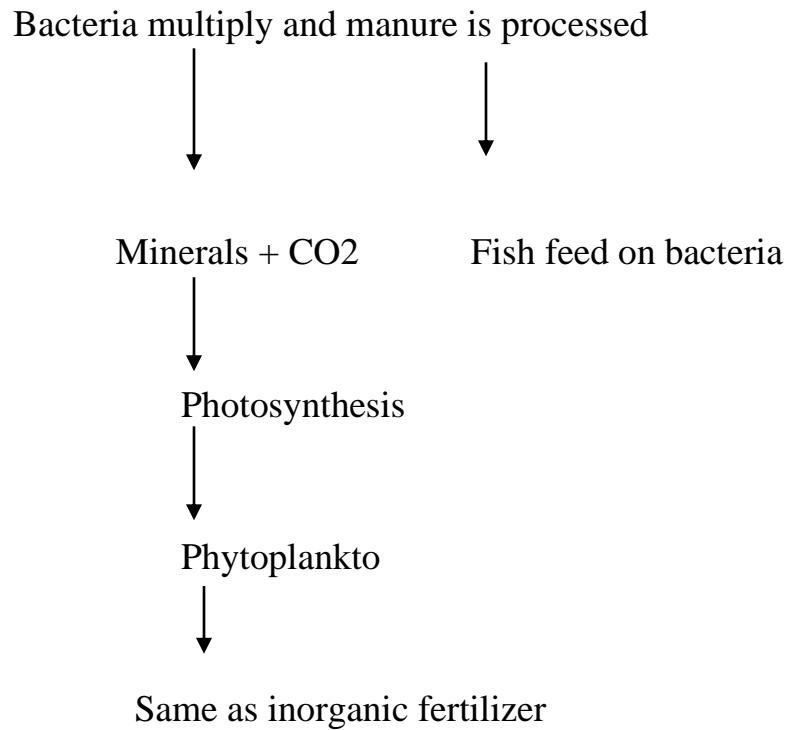 Bacteria multiply and manure is processed
Minerals + CO2 Fish feed on bacteria
Photosynthesis
Phytoplankto
Same as inorganic fertilizer